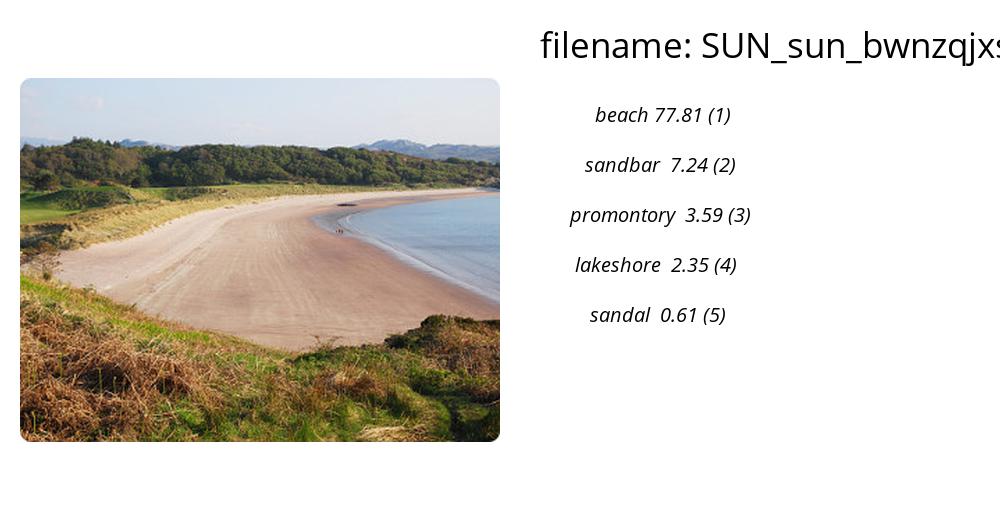 filename: SUN_sun_bwnzqjxs
beach 77.81 (1)
sandbar 7.24 (2)
promontory 3.59 (3)
lakeshore 2.35 (4)
sandal 0.61 (5)